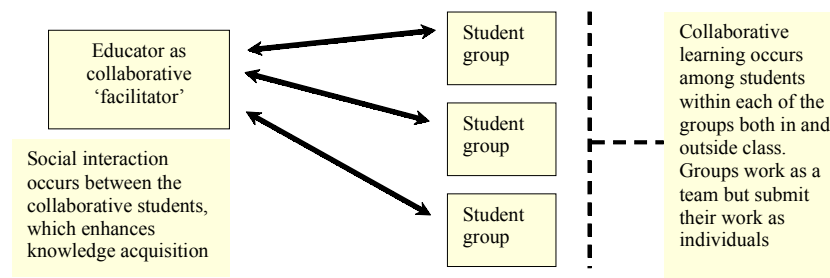 Educator as
collaborative
‘facilitator’
Social interaction
occurs between the
collaborative students,
which enhances
knowledge acquisition
Student
group
Student
group
Student
group
Collaborative
learning occurs
among students
within each of the
groups both in and
outside class.
Groups work as a
team but submit
their work as
individuals